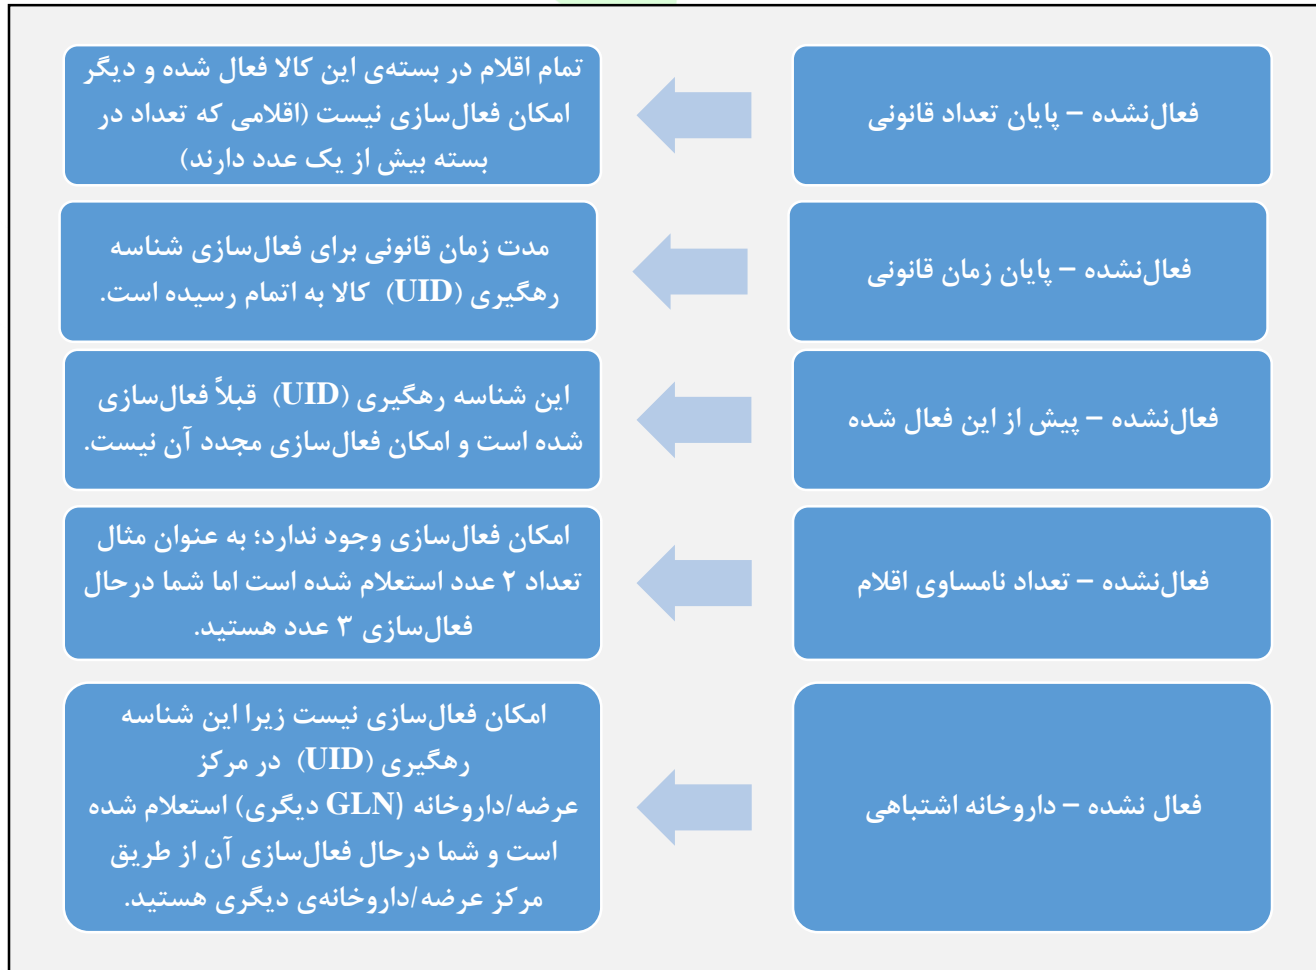 فعال‌نشده – پایان تعداد قانونی
تمام اقلام در بسته‌ی این کالا فعال شده و دیگر
امکان فعال‌سازی نیست (اقلامی که تعداد در
بسته بیش از یک عدد دارند)
فعال‌نشده – پایان زمان قانونی
مدت زمان قانونی برای فعال‌سازی شناسه
رهگیری (UID) کالا به اتمام رسیده است.
فعال‌نشده – پیش از این فعال شده
این شناسه رهگیری (UID) قبلاً فعال‌سازی
شده است و امکان فعال‌سازی مجدد آن نیست.
فعال‌نشده – تعداد نامساوی اقلام
امکان فعال‌سازی وجود ندارد؛ به عنوان مثال
تعداد ۲ عدد استعلام شده است اما شما درحال
فعال‌سازی ۳ عدد هستید.
فعال نشده – داروخانه اشتباهی
امکان فعال‌سازی نیست زیرا این شناسه
رهگیری (UID) در مرکز
عرضه/داروخانه (GLN دیگری) استعلام شده
است و شما درحال فعال‌سازی آن از طریق
مرکز عرضه/داروخانه‌ی دیگری هستید.